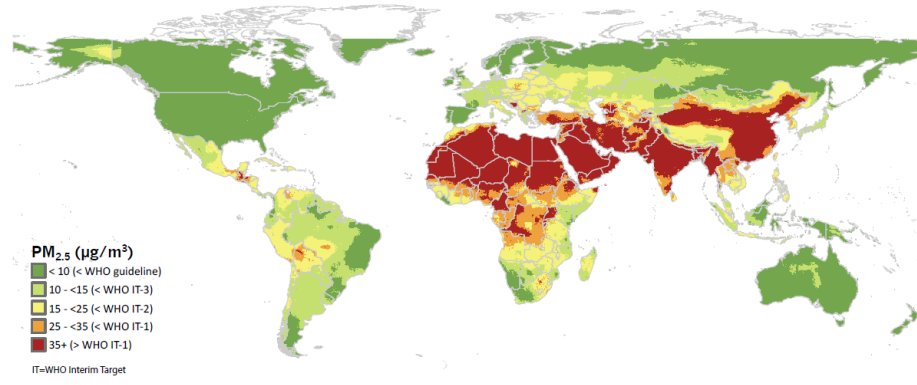 PM2.5 (µg/m³)
< 10 (< WHO guideline)
10 - <15 (< WHO IT-3)
15 - <25 (< WHO IT-2)
25 - <35 (< WHO IT-1)
35+ (> WHO IT-1)
IT=WHO Interim Target